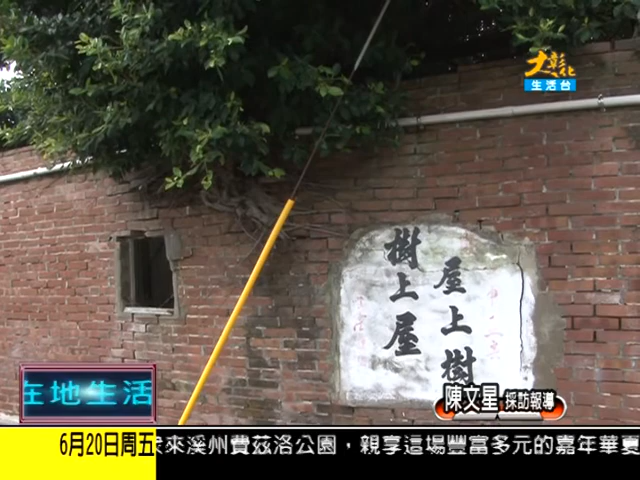 大彰化
生活台
屋上樹
樹上屋
在地生活
陳文星 採訪報導
6月20日周五
來溪州費茲洛公園，親享這場豐富多元的嘉年華夏